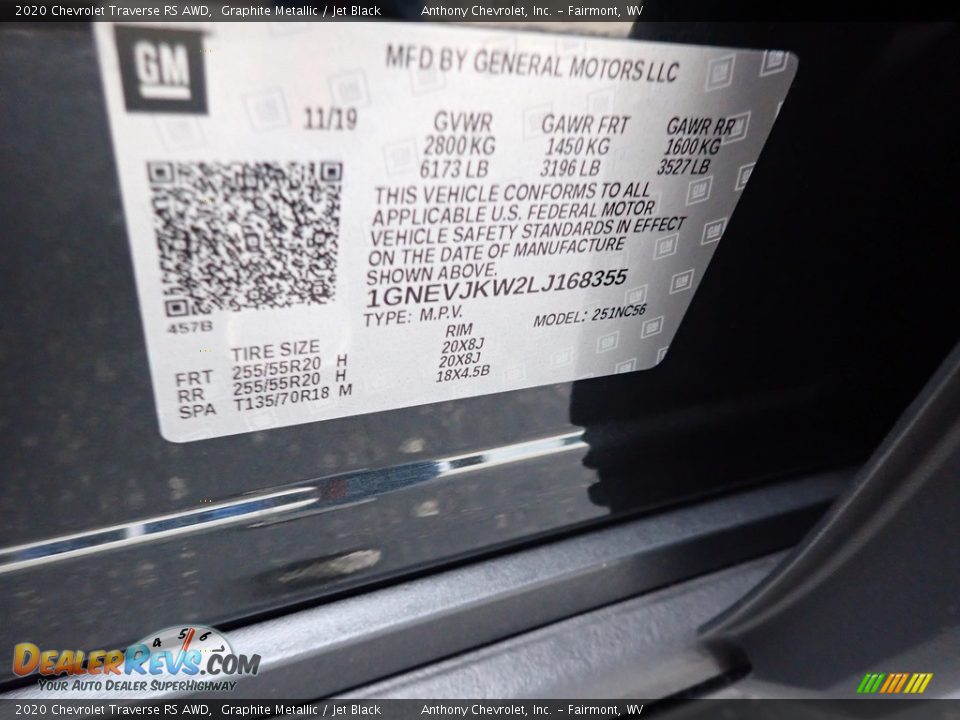 2020 Chevrolet Traverse RS AWD, Graphite Metallic / Jet Black Anthony Chevrolet, Inc. - Fairmont, WV
GM
MFD BY GENERAL MOTORS LLC
11/19 GVWR GAWR FRT GAWR RR
2800 KG 1450 KG 1600 KG
6173 LB 3196 LB 3527 LB
THIS VEHICLE CONFORMS TO ALL
APPLICABLE U.S. FEDERAL MOTOR
VEHICLE SAFETY STANDARDS IN EFFECT
ON THE DATE OF MANUFACTURE
SHOWN ABOVE.
1GNEVJKW2LJ168355
457B
TYPE: M.P.V. MODEL: 251NC56
TIRE SIZE RIM
FRT 255/55R20 H 20X8J
RR 255/55R20 H 20X8J
SPA T135/70R18 M 18X4.5B
4 5 6
DealerRevs.com
Your Auto Dealer SuperHighway
2020 Chevrolet Traverse RS AWD, Graphite Metallic / Jet Black Anthony Chevrolet, Inc. - Fairmont, WV